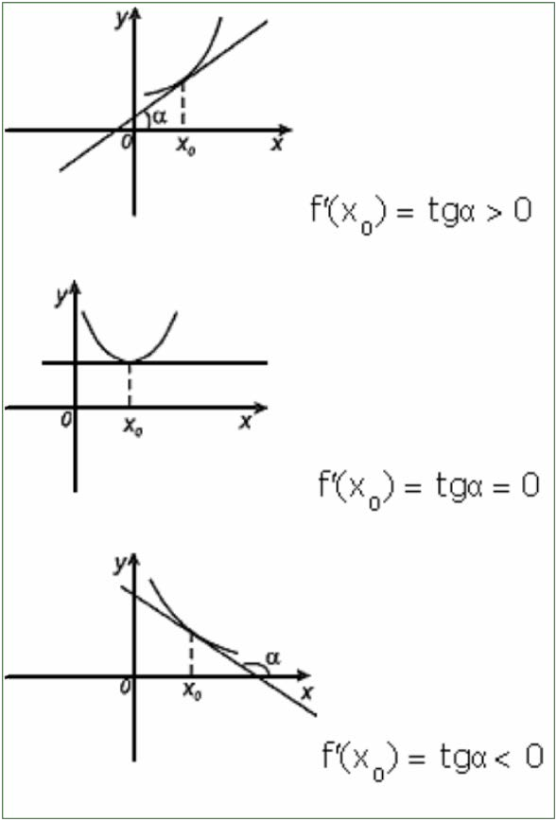 y
α
0 x₀ x
f'(x₀) = tgα > 0
y
0 x₀ x
f'(x₀) = tgα = 0
y
α
0 x₀ x
f'(x₀) = tgα < 0